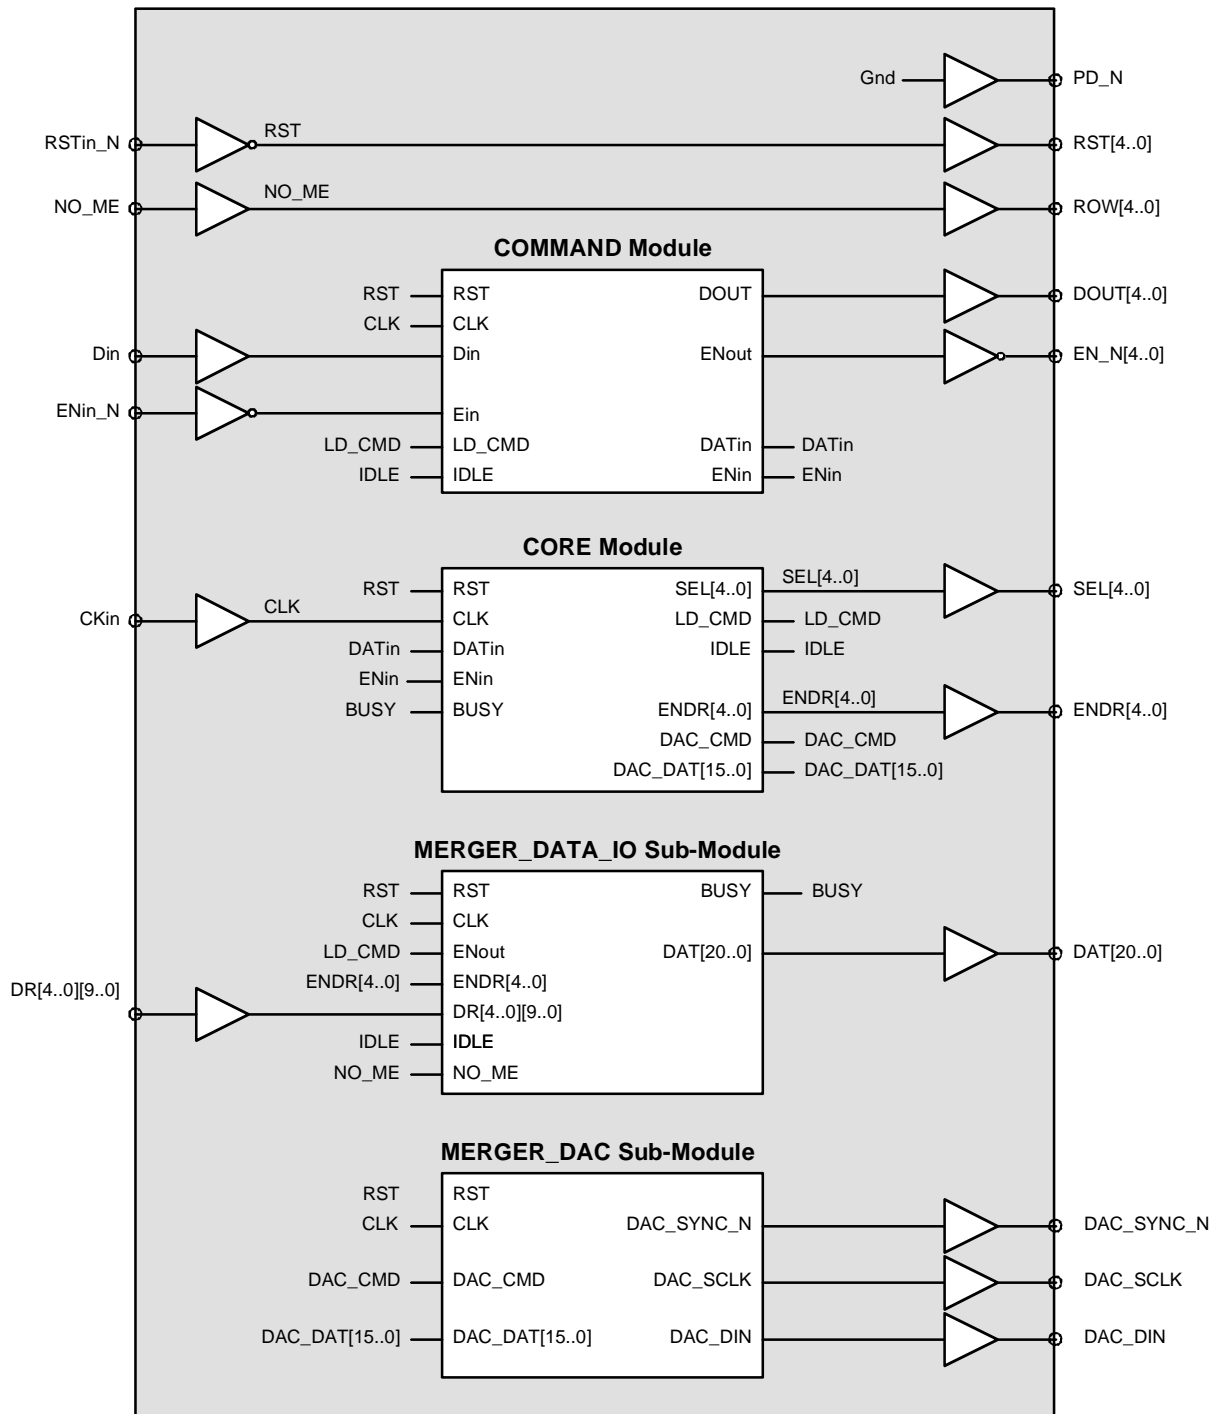 Gnd PD_N
RSTin_N RST RST[4..0]
NO_ME NO_ME ROW[4..0]
COMMAND Module
RST RST DOUT DOUT[4..0]
CLK CLK
Din Din ENout EN_N[4..0]
ENin_N Ein
LD_CMD LD_CMD DATin DATin
IDLE IDLE ENin ENin
CORE Module
RST RST SEL[4..0] SEL[4..0] SEL[4..0]
CKin CLK CLK LD_CMD LD_CMD
DATin DATin IDLE IDLE
ENin ENin
BUSY BUSY ENDR[4..0] ENDR[4..0] ENDR[4..0]
DAC_CMD DAC_CMD
DAC_DAT[15..0] DAC_DAT[15..0]
MERGER_DATA_IO Sub-Module
RST RST BUSY BUSY
CLK CLK
LD_CMD ENout DAT[20..0] DAT[20..0]
ENDR[4..0] ENDR[4..0]
DR[4..0][9..0] DR[4..0][9..0]
IDLE IDLE
NO_ME NO_ME
MERGER_DAC Sub-Module
RST RST
CLK CLK DAC_SYNC_N DAC_SYNC_N
DAC_CMD DAC_CMD DAC_SCLK DAC_SCLK
DAC_DAT[15..0] DAC_DAT[15..0] DAC_DIN DAC_DIN